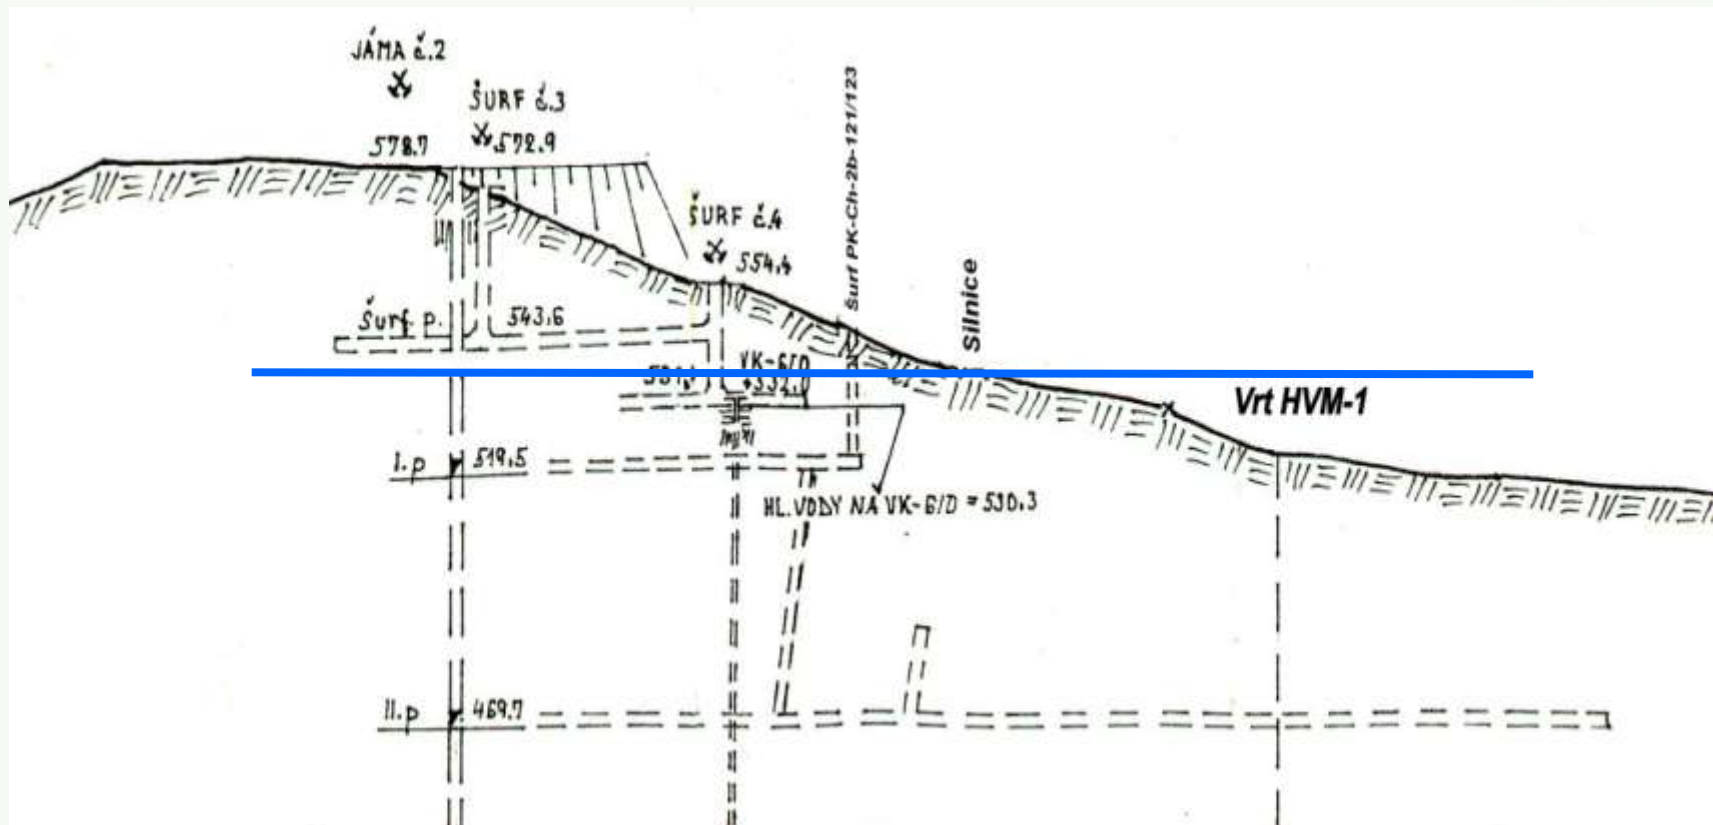 JÁMA č.2
ŠURF č.3
578.7
572.9
ŠURF č.4
554.4
Šurf PK-Ch-2b-121/123
Silnice
Šurf. p.
543.6
VK-6/0
Vrt HVM-1
I.p
519.5
HL. VODY NA VK-6/0 = 530.3
II.p
469.7